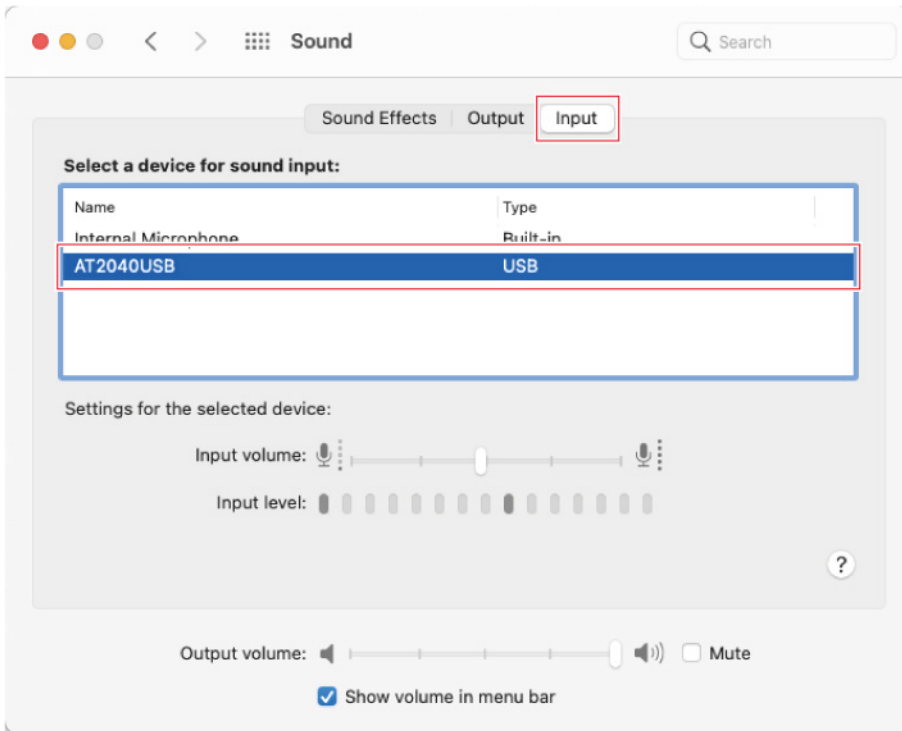 Sound
Search
Sound Effects Output Input
Select a device for sound input:
Name Type
Internal Microphone Built-in
AT2040USB USB
Settings for the selected device:
Input volume:
Input level:
?
Output volume: Mute
Show volume in menu bar